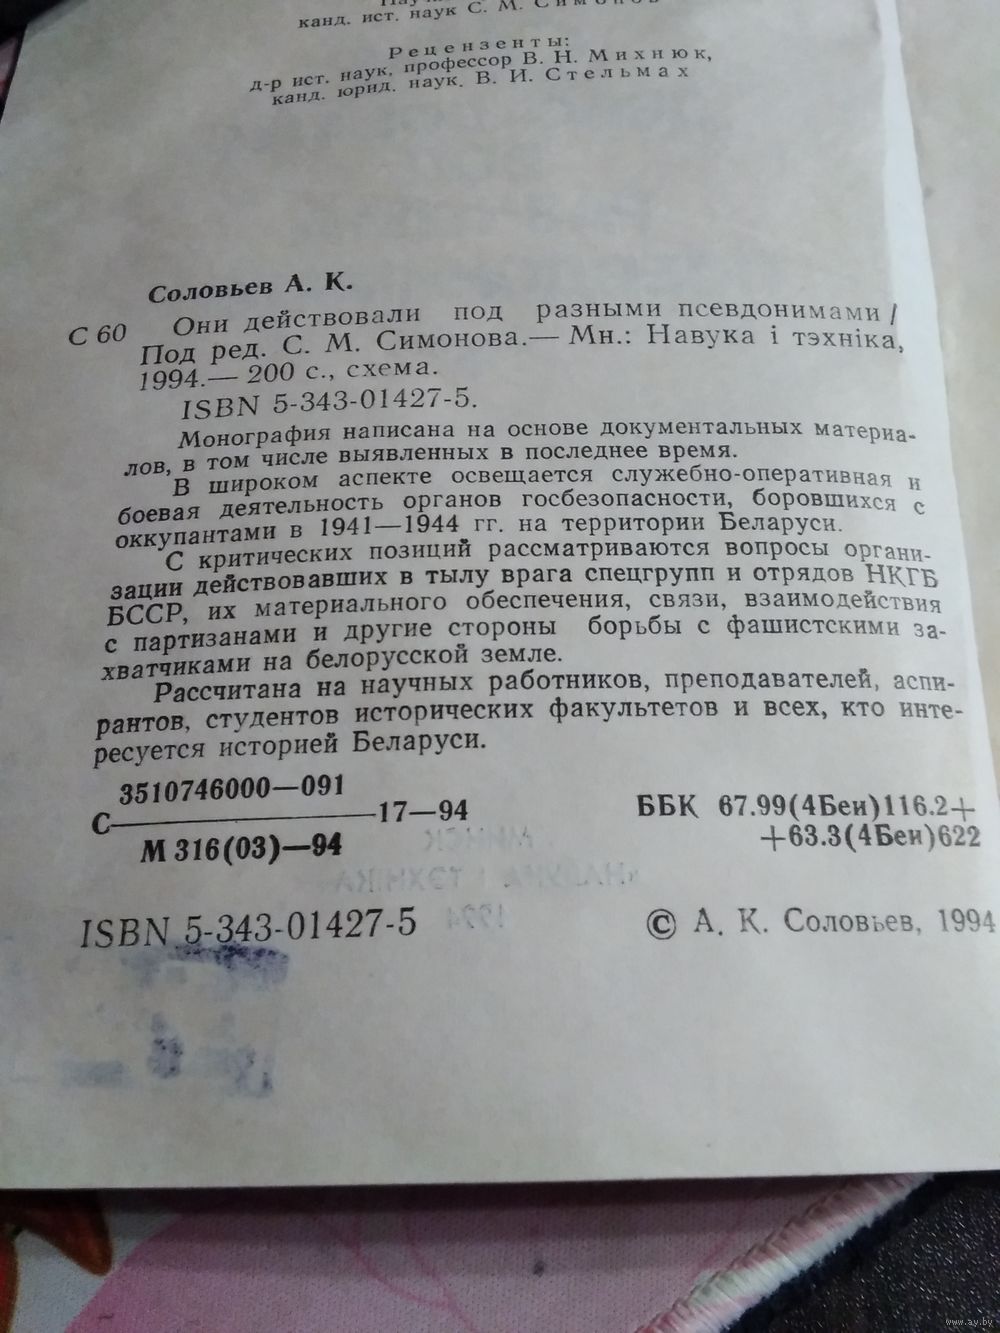 канд. ист. наук С. М. Симонов
Рецензенты:
д-р ист. наук, профессор В. Н. Михнюк,
канд. юрид. наук. В. И. Стельмах
Соловьев А. К.
С 60 Они действовали под разными псевдонимами/
Под ред. С. М. Симонова.— Мн.: Навука і тэхніка,
1994.— 200 с., схема.
ISBN 5-343-01427-5.
Монография написана на основе документальных материа-
лов, в том числе выявленных в последнее время.
В широком аспекте освещается служебно-оперативная и
боевая деятельность органов госбезопасности, боровшихся с
оккупантами в 1941—1944 гг. на территории Беларуси.
С критических позиций рассматриваются вопросы органи-
зации действовавших в тылу врага спецгрупп и отрядов НКГБ
БССР, их материального обеспечения, связи, взаимодействия
с партизанами и другие стороны борьбы с фашистскими за-
хватчиками на белорусской земле.
Рассчитана на научных работников, преподавателей, аспи-
рантов, студентов исторических факультетов и всех, кто инте-
ресуется историей Беларуси.
3510746000—091
С 17—94
М 316(03)—94
ББК 67.99(4Беи)116.2+
+63.3(4Беи)622
ISBN 5-343-01427-5
© А. К. Соловьев, 1994
www.ay.by